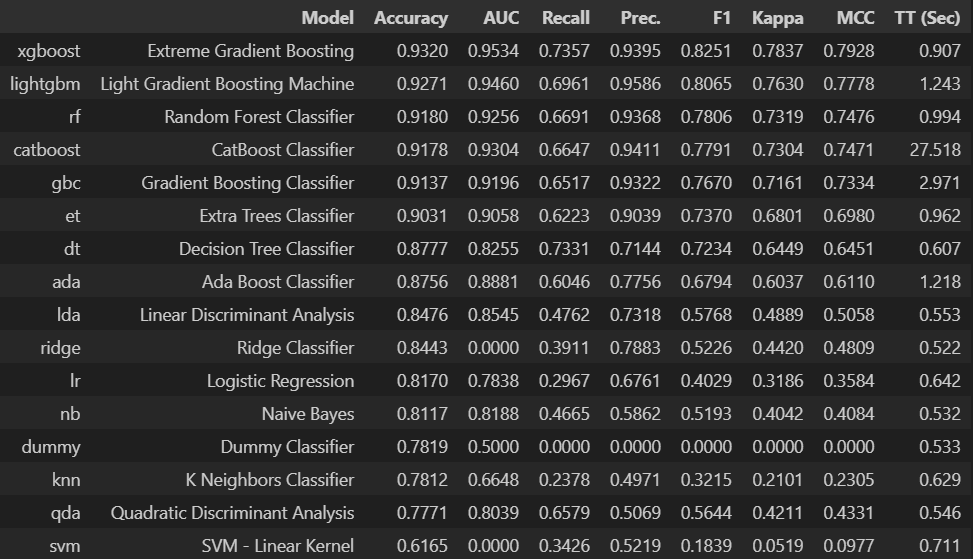 Model Accuracy AUC Recall Prec. F1 Kappa MCC TT (Sec)
xgboost Extreme Gradient Boosting 0.9320 0.9534 0.7357 0.9395 0.8251 0.7837 0.7928 0.907
lightgbm Light Gradient Boosting Machine 0.9271 0.9460 0.6961 0.9586 0.8065 0.7630 0.7778 1.243
rf Random Forest Classifier 0.9180 0.9256 0.6691 0.9368 0.7806 0.7319 0.7476 0.994
catboost CatBoost Classifier 0.9178 0.9304 0.6647 0.9411 0.7791 0.7304 0.7471 27.518
gbc Gradient Boosting Classifier 0.9137 0.9196 0.6517 0.9322 0.7670 0.7161 0.7334 2.971
et Extra Trees Classifier 0.9031 0.9058 0.6223 0.9039 0.7370 0.6801 0.6980 0.962
dt Decision Tree Classifier 0.8777 0.8255 0.7331 0.7144 0.7234 0.6449 0.6451 0.607
ada Ada Boost Classifier 0.8756 0.8881 0.6046 0.7756 0.6794 0.6037 0.6110 1.218
lda Linear Discriminant Analysis 0.8476 0.8545 0.4762 0.7318 0.5768 0.4889 0.5058 0.553
ridge Ridge Classifier 0.8443 0.0000 0.3911 0.7883 0.5226 0.4420 0.4809 0.522
lr Logistic Regression 0.8170 0.7838 0.2967 0.6761 0.4029 0.3186 0.3584 0.642
nb Naive Bayes 0.8117 0.8188 0.4665 0.5862 0.5193 0.4042 0.4084 0.532
dummy Dummy Classifier 0.7819 0.5000 0.0000 0.0000 0.0000 0.0000 0.0000 0.533
knn K Neighbors Classifier 0.7812 0.6648 0.2378 0.4971 0.3215 0.2101 0.2305 0.629
qda Quadratic Discriminant Analysis 0.7771 0.8039 0.6579 0.5069 0.5644 0.4211 0.4331 0.546
svm SVM - Linear Kernel 0.6165 0.0000 0.3426 0.5219 0.1839 0.0519 0.0977 0.711